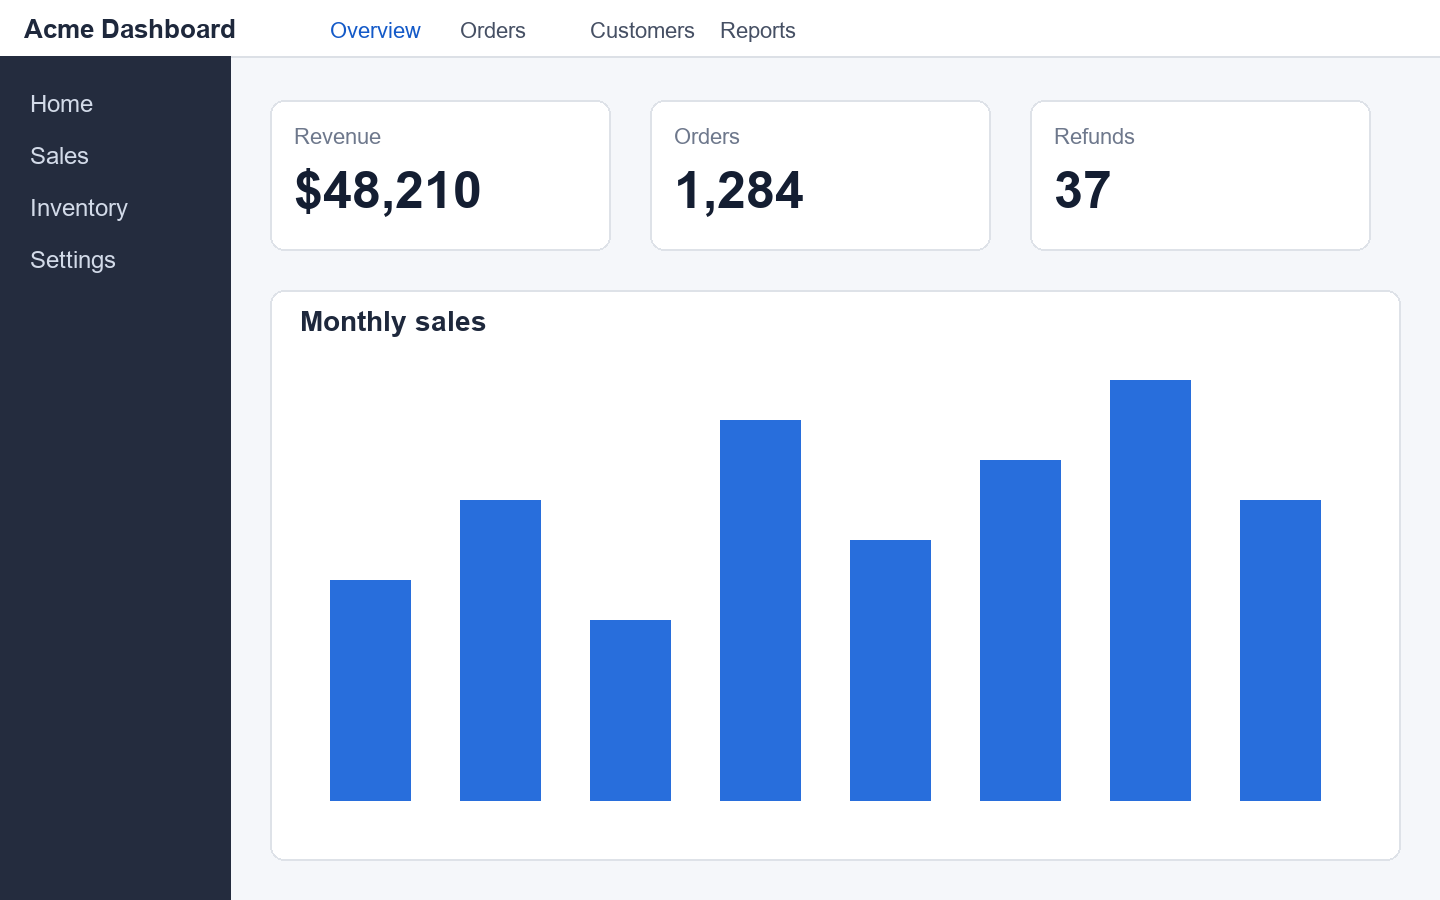 Acme Dashboard
Overview Orders Customers Reports
Home
Sales
Inventory
Settings
Revenue
$48,210
Orders
1,284
Refunds
37
Monthly sales